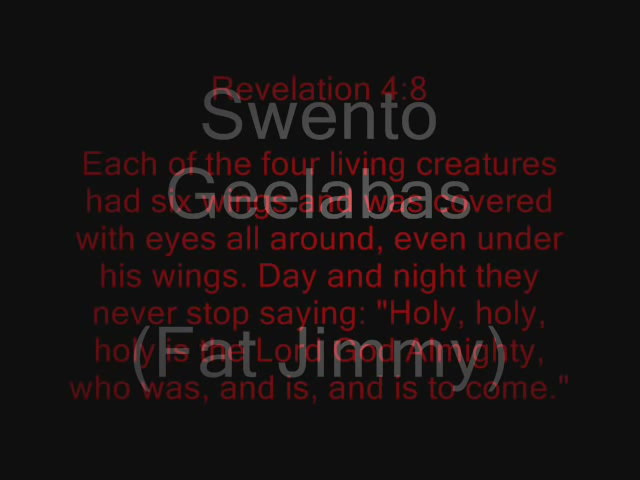 Revelation 4:8
Swento
Each of the four living creatures
Geelabas
had six wings and was covered
with eyes all around, even under
his wings. Day and night they
never stop saying: "Holy, holy,
holy is the Lord God Almighty,
(Fat Jimmy)
who was, and is, and is to come."